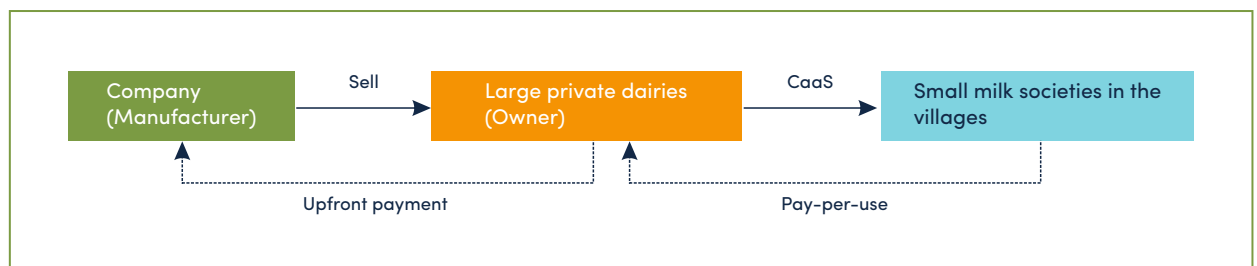 Sell
CaaS
Company
(Manufacturer)
Large private dairies
(Owner)
Small milk societies in the
villages
Upfront payment
Pay-per-use